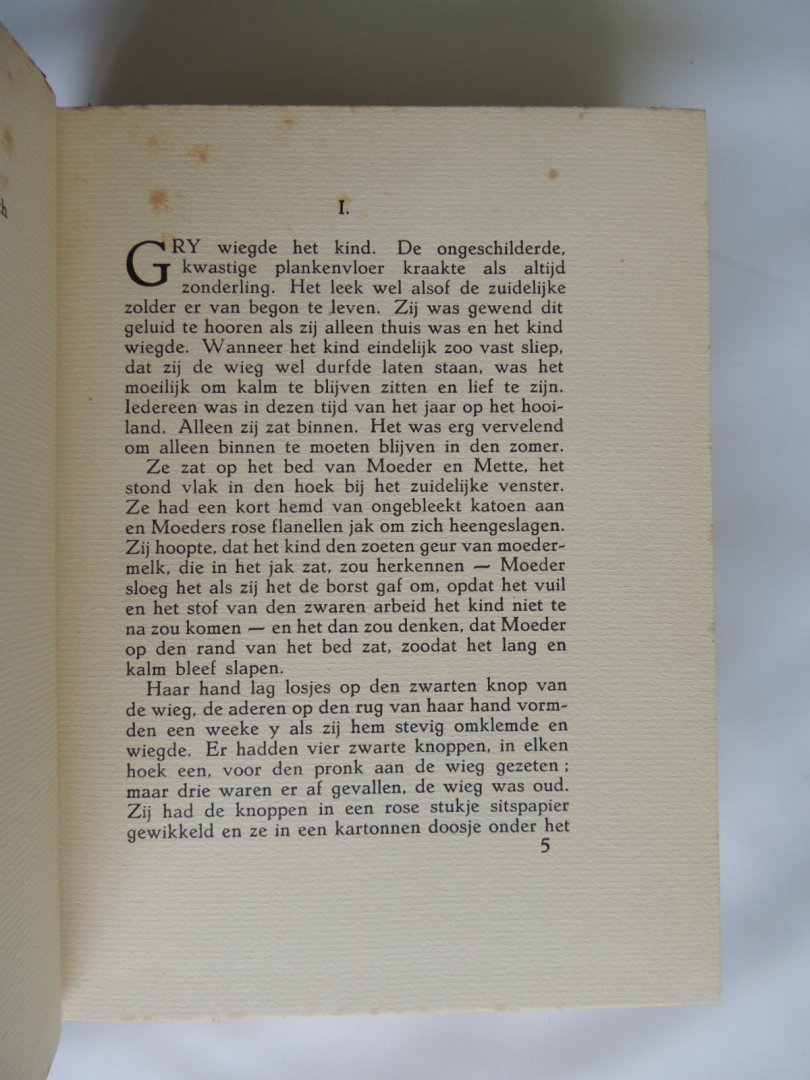 I.
GRY wiegde het kind. De ongeschilderde,
kwastige plankenvloer kraakte als altijd
zonderling. Het leek wel alsof de zuidelijke
zolder er van begon te leven. Zij was gewend dit
geluid te hooren als zij alleen thuis was en het kind
wiegde. Wanneer het kind eindelijk zoo vast sliep,
dat zij de wieg wel durfde laten staan, was het
moeilijk om kalm te blijven zitten en lief te zijn.
Iedereen was in dezen tijd van het jaar op het hooi-
land. Alleen zij zat binnen. Het was erg vervelend
om alleen binnen te moeten blijven in den zomer.
Ze zat op het bed van Moeder en Mette, het
stond vlak in den hoek bij het zuidelijke venster.
Ze had een kort hemd van ongebleekt katoen aan
en Moeders rose flanellen jak om zich heengeslagen.
Zij hoopte, dat het kind den zoeten geur van moeder-
melk, die in het jak zat, zou herkennen — Moeder
sloeg het als zij het de borst gaf om, opdat het vuil
en het stof van den zwaren arbeid het kind niet te
na zou komen — en het dan zou denken, dat Moeder
op den rand van het bed zat, zoodat het lang en
kalm bleef slapen.
Haar hand lag losjes op den zwarten knop van
de wieg, de aderen op den rug van haar hand vorm-
den een weeke y als zij hem stevig omklemde en
wiegde. Er hadden vier zwarte knoppen, in elken
hoek een, voor den pronk aan de wieg gezeten ;
maar drie waren er af gevallen, de wieg was oud.
Zij had de knoppen in een rose stukje sitspapier
gewikkeld en ze in een kartonnen doosje onder het
5